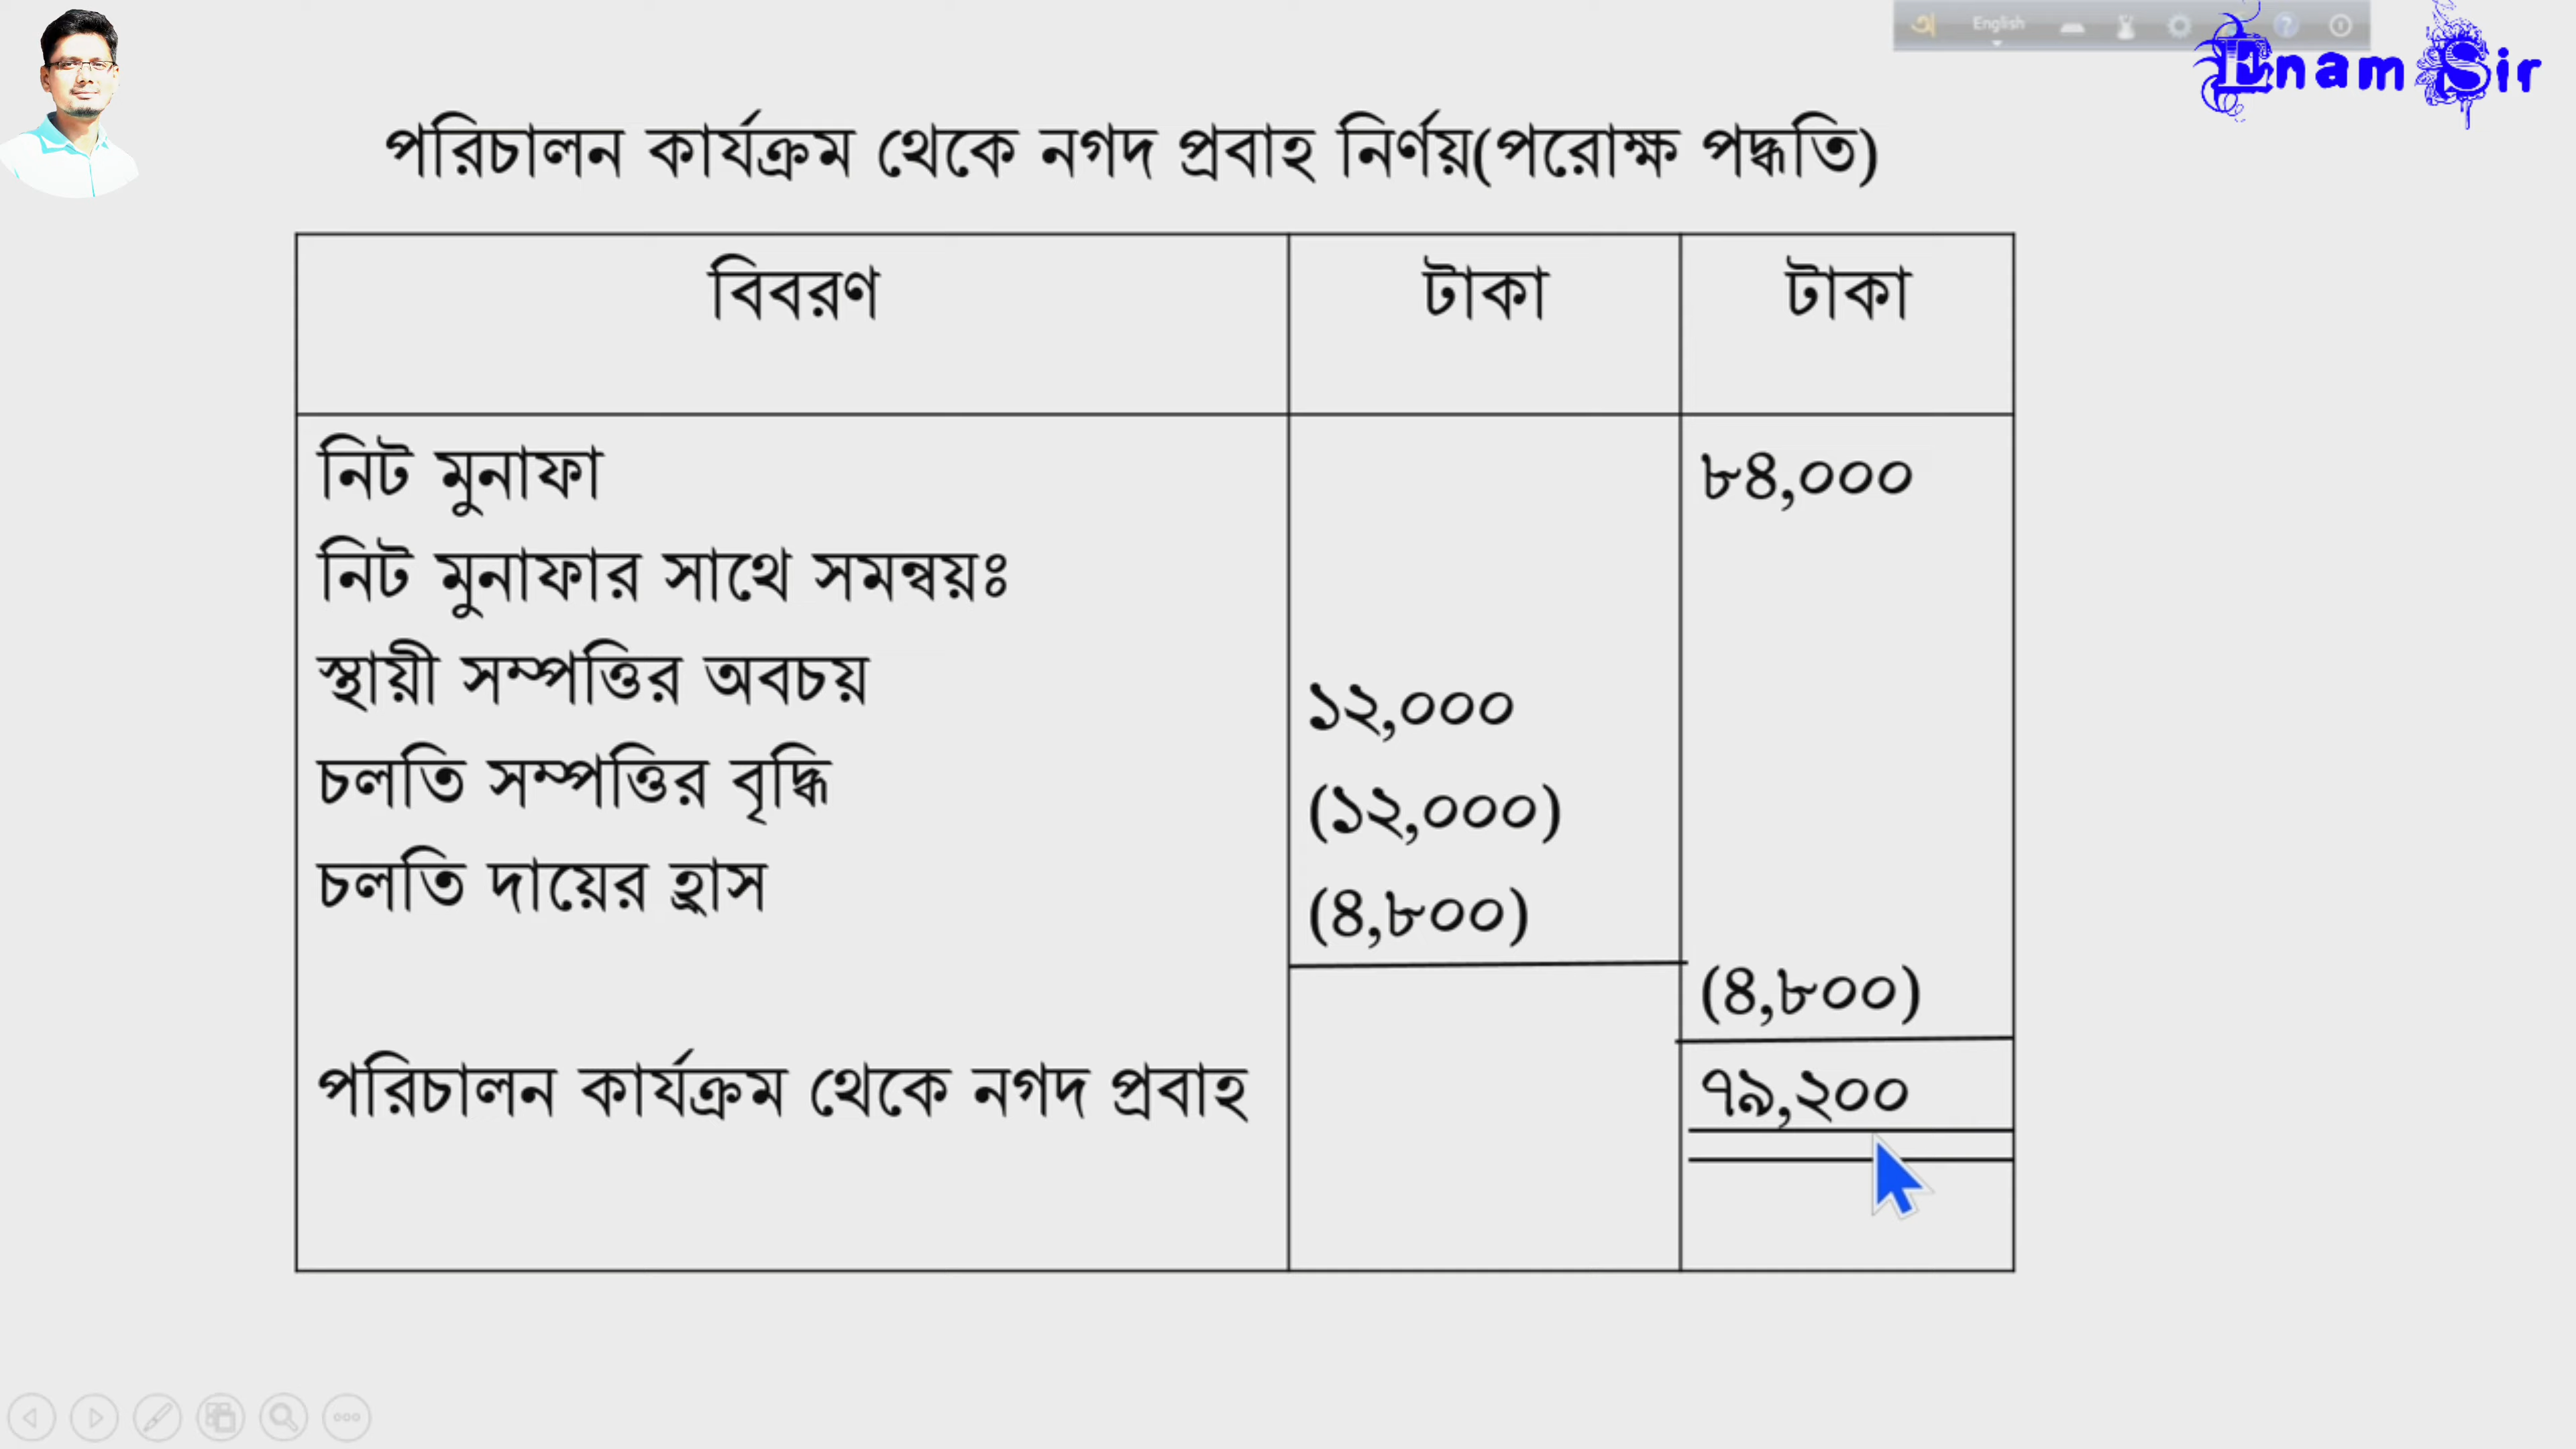 অ English
Enam Sir
পরিচালন কার্যক্রম থেকে নগদ প্রবাহ নির্ণয়(পরোক্ষ পদ্ধতি)
বিবরণ টাকা টাকা
নিট মুনাফা ৮৪,০০০
নিট মুনাফার সাথে সমন্বয়ঃ
স্থায়ী সম্পত্তির অবচয় ১২,০০০
চলতি সম্পত্তির বৃদ্ধি (১২,০০০)
চলতি দায়ের হ্রাস (৪,৮০০)
(৪,৮০০)
পরিচালন কার্যক্রম থেকে নগদ প্রবাহ ৭৯,২০০